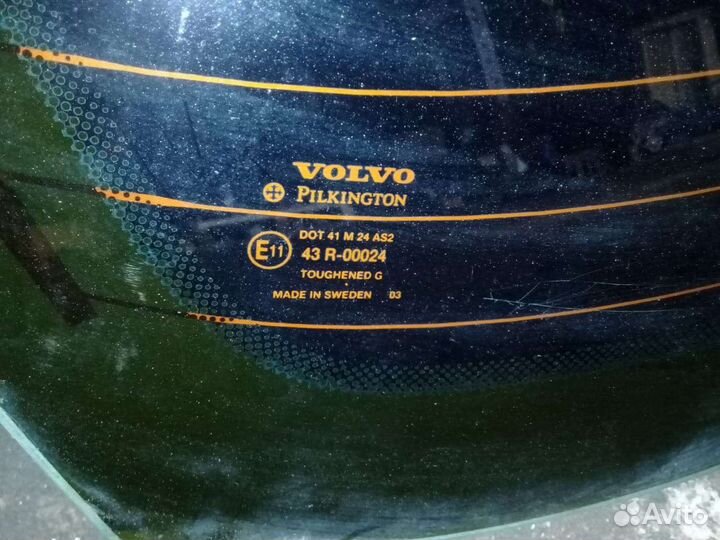 VOLVO
PILKINGTON
DOT 41 M 24 AS2
E11 43 R-00024
TOUGHENED G
MADE IN SWEDEN 03
Avito